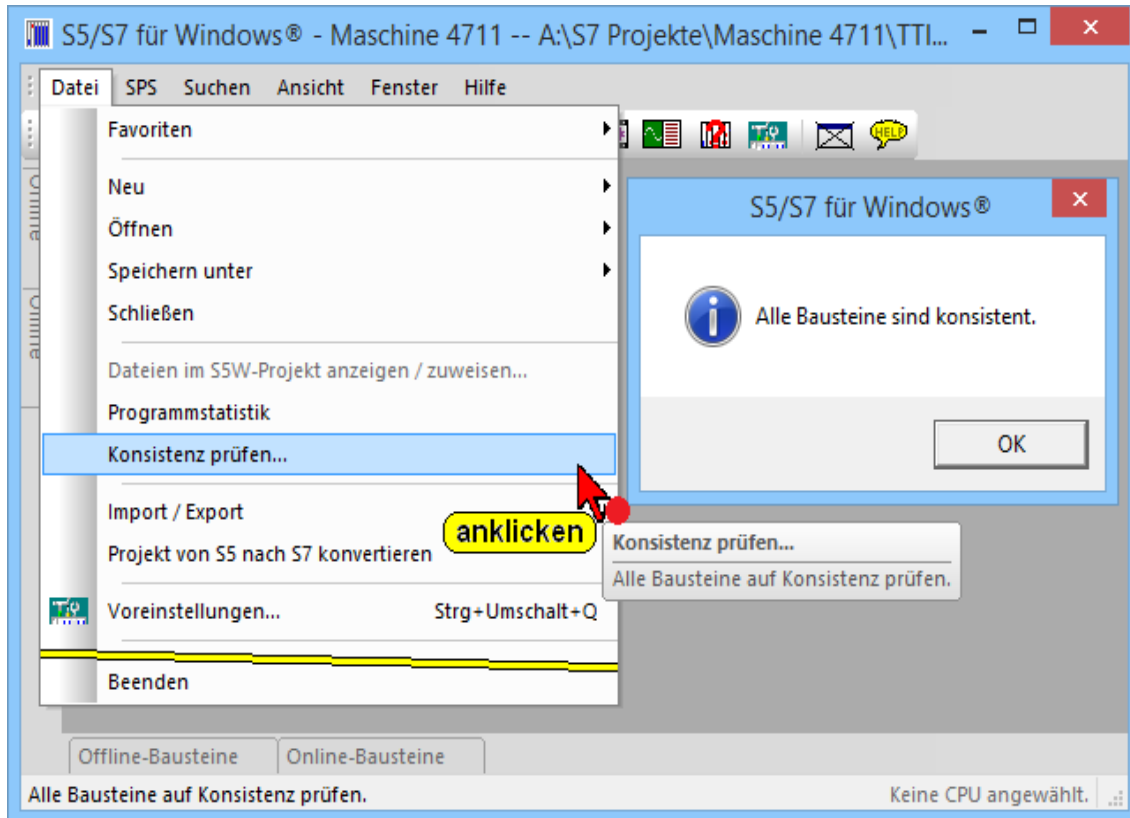 S5/S7 für Windows® - Maschine 4711 -- A:\S7 Projekte\Maschine 4711\TTI...
Datei SPS Suchen Ansicht Fenster Hilfe
HELP
Favoriten
Neu
Öffnen
Speichern unter
Schließen
Dateien im S5W-Projekt anzeigen / zuweisen...
Programmstatistik
Konsistenz prüfen...
Import / Export
Projekt von S5 nach S7 konvertieren
Voreinstellungen... Strg+Umschalt+Q
Beenden
anklicken
Konsistenz prüfen...
Alle Bausteine auf Konsistenz prüfen.
S5/S7 für Windows®
Alle Bausteine sind konsistent.
OK
Offline-Bausteine Online-Bausteine
Alle Bausteine auf Konsistenz prüfen. Keine CPU angewählt.